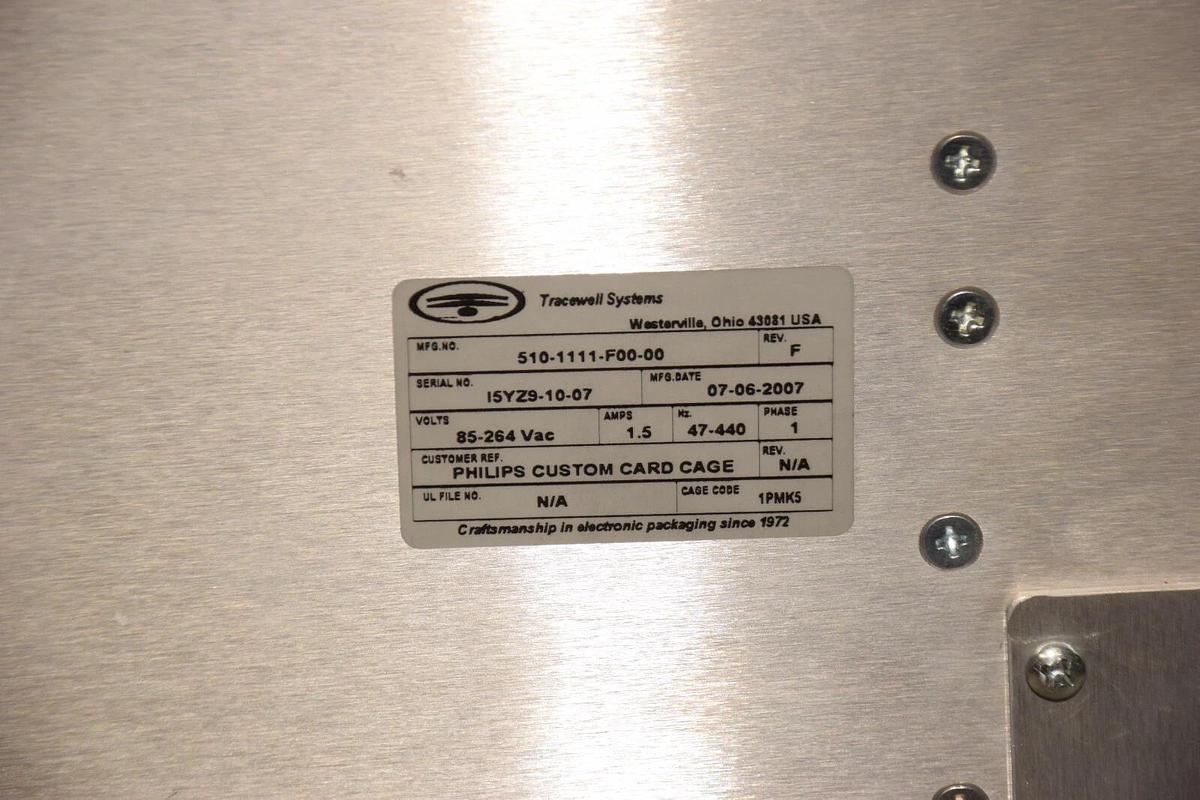 Tracewell Systems
Westerville, Ohio 43081 USA
MFG.NO. 510-1111-F00-00 REV. F
SERIAL NO. I5YZ9-10-07 MFG.DATE 07-06-2007
VOLTS 85-264 Vac AMPS 1.5 Hz. 47-440 PHASE 1
CUSTOMER REF. PHILIPS CUSTOM CARD CAGE REV. N/A
UL FILE NO. N/A CAGE CODE 1PMK5
Craftsmanship in electronic packaging since 1972